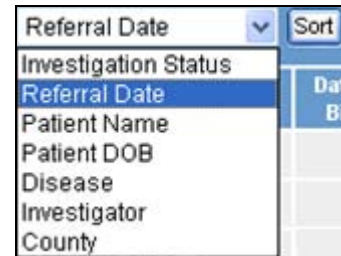 Referral Date Sort
Investigation Status
Referral Date
Patient Name
Patient DOB
Disease
Investigator
County